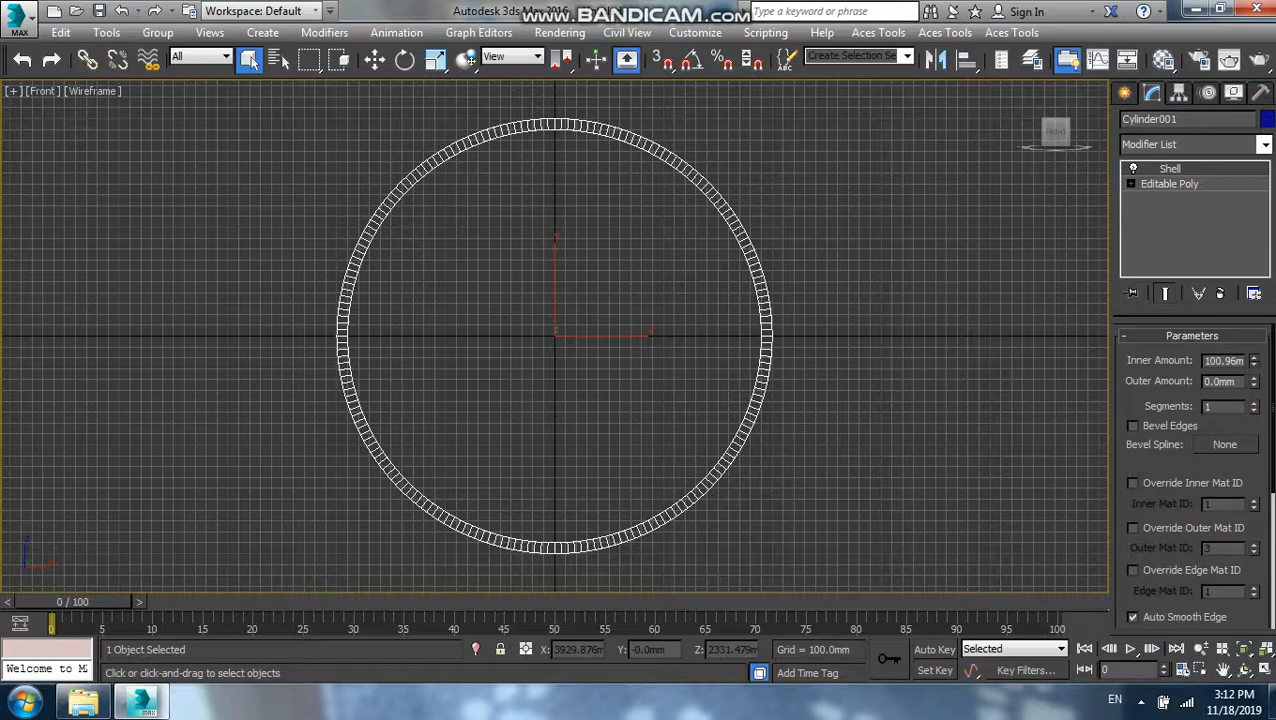 Workspace: Default
Autodesk 3ds Max 2016
www.BANDICAM.com
Type a keyword or phrase
Sign In
MAX
Edit Tools Group Views Create Modifiers Animation Graph Editors Rendering Civil View Customize Scripting Help Aces Tools Aces Tools Aces Tools
All
View
3
Create Selection Se
[+] [Front] [Wireframe]
FRONT
Cylinder001
Modifier List
Shell
Editable Poly
Parameters
Inner Amount: 100.96m
Outer Amount: 0.0mm
Segments: 1
Bevel Edges
Bevel Spline: None
Override Inner Mat ID
Inner Mat ID: 1
Override Outer Mat ID
Outer Mat ID: 3
Override Edge Mat ID
Edge Mat ID: 1
Auto Smooth Edge
< 0 / 100 >
0 5 10 15 20 25 30 35 40 45 50 55 60 65 70 75 80 85 90 95 100
1 Object Selected
X: 3929.876m Y: -0.0mm Z: 2331.479m Grid = 100.0mm
Auto Key Selected
Welcome to M
Click or click-and-drag to select objects
Add Time Tag
Set Key Key Filters...
0
EN
3:12 PM
11/18/2019